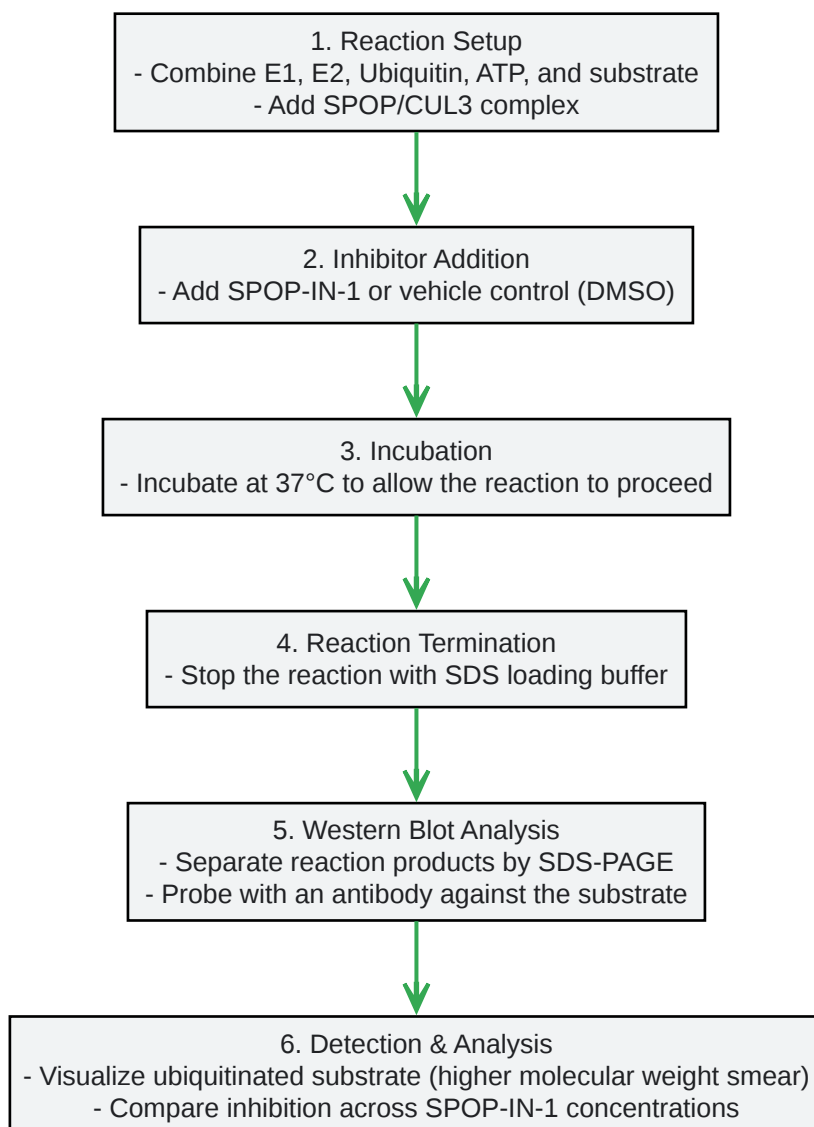 1. Reaction Setup
- Combine E1, E2, Ubiquitin, ATP, and substrate
- Add SPOP/CUL3 complex
2. Inhibitor Addition
- Add SPOP-IN-1 or vehicle control (DMSO)
3. Incubation
- Incubate at 37°C to allow the reaction to proceed
4. Reaction Termination
- Stop the reaction with SDS loading buffer
5. Western Blot Analysis
- Separate reaction products by SDS-PAGE
- Probe with an antibody against the substrate
6. Detection & Analysis
- Visualize ubiquitinated substrate (higher molecular weight smear)
- Compare inhibition across SPOP-IN-1 concentrations